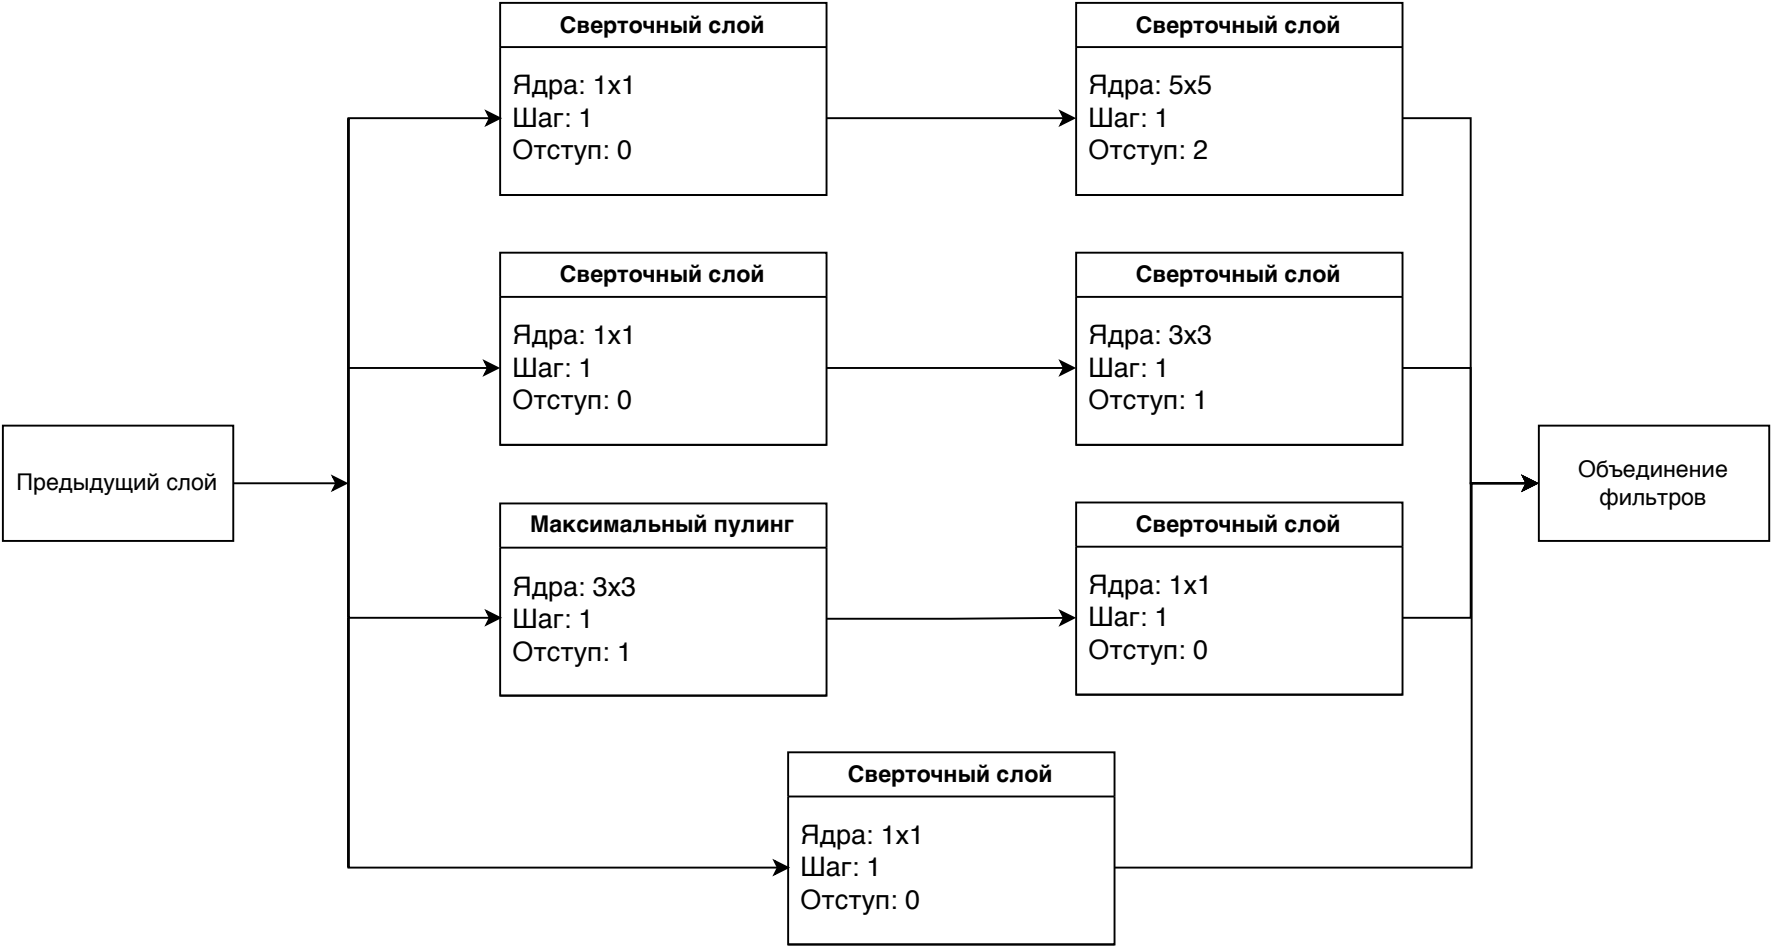 Сверточный слой
Ядра: 1x1
Шаг: 1
Отступ: 0
Сверточный слой
Ядра: 5x5
Шаг: 1
Отступ: 2
Сверточный слой
Ядра: 1x1
Шаг: 1
Отступ: 0
Сверточный слой
Ядра: 3x3
Шаг: 1
Отступ: 1
Предыдущий слой
Объединение
фильтров
Максимальный пулинг
Ядра: 3x3
Шаг: 1
Отступ: 1
Сверточный слой
Ядра: 1x1
Шаг: 1
Отступ: 0
Сверточный слой
Ядра: 1x1
Шаг: 1
Отступ: 0